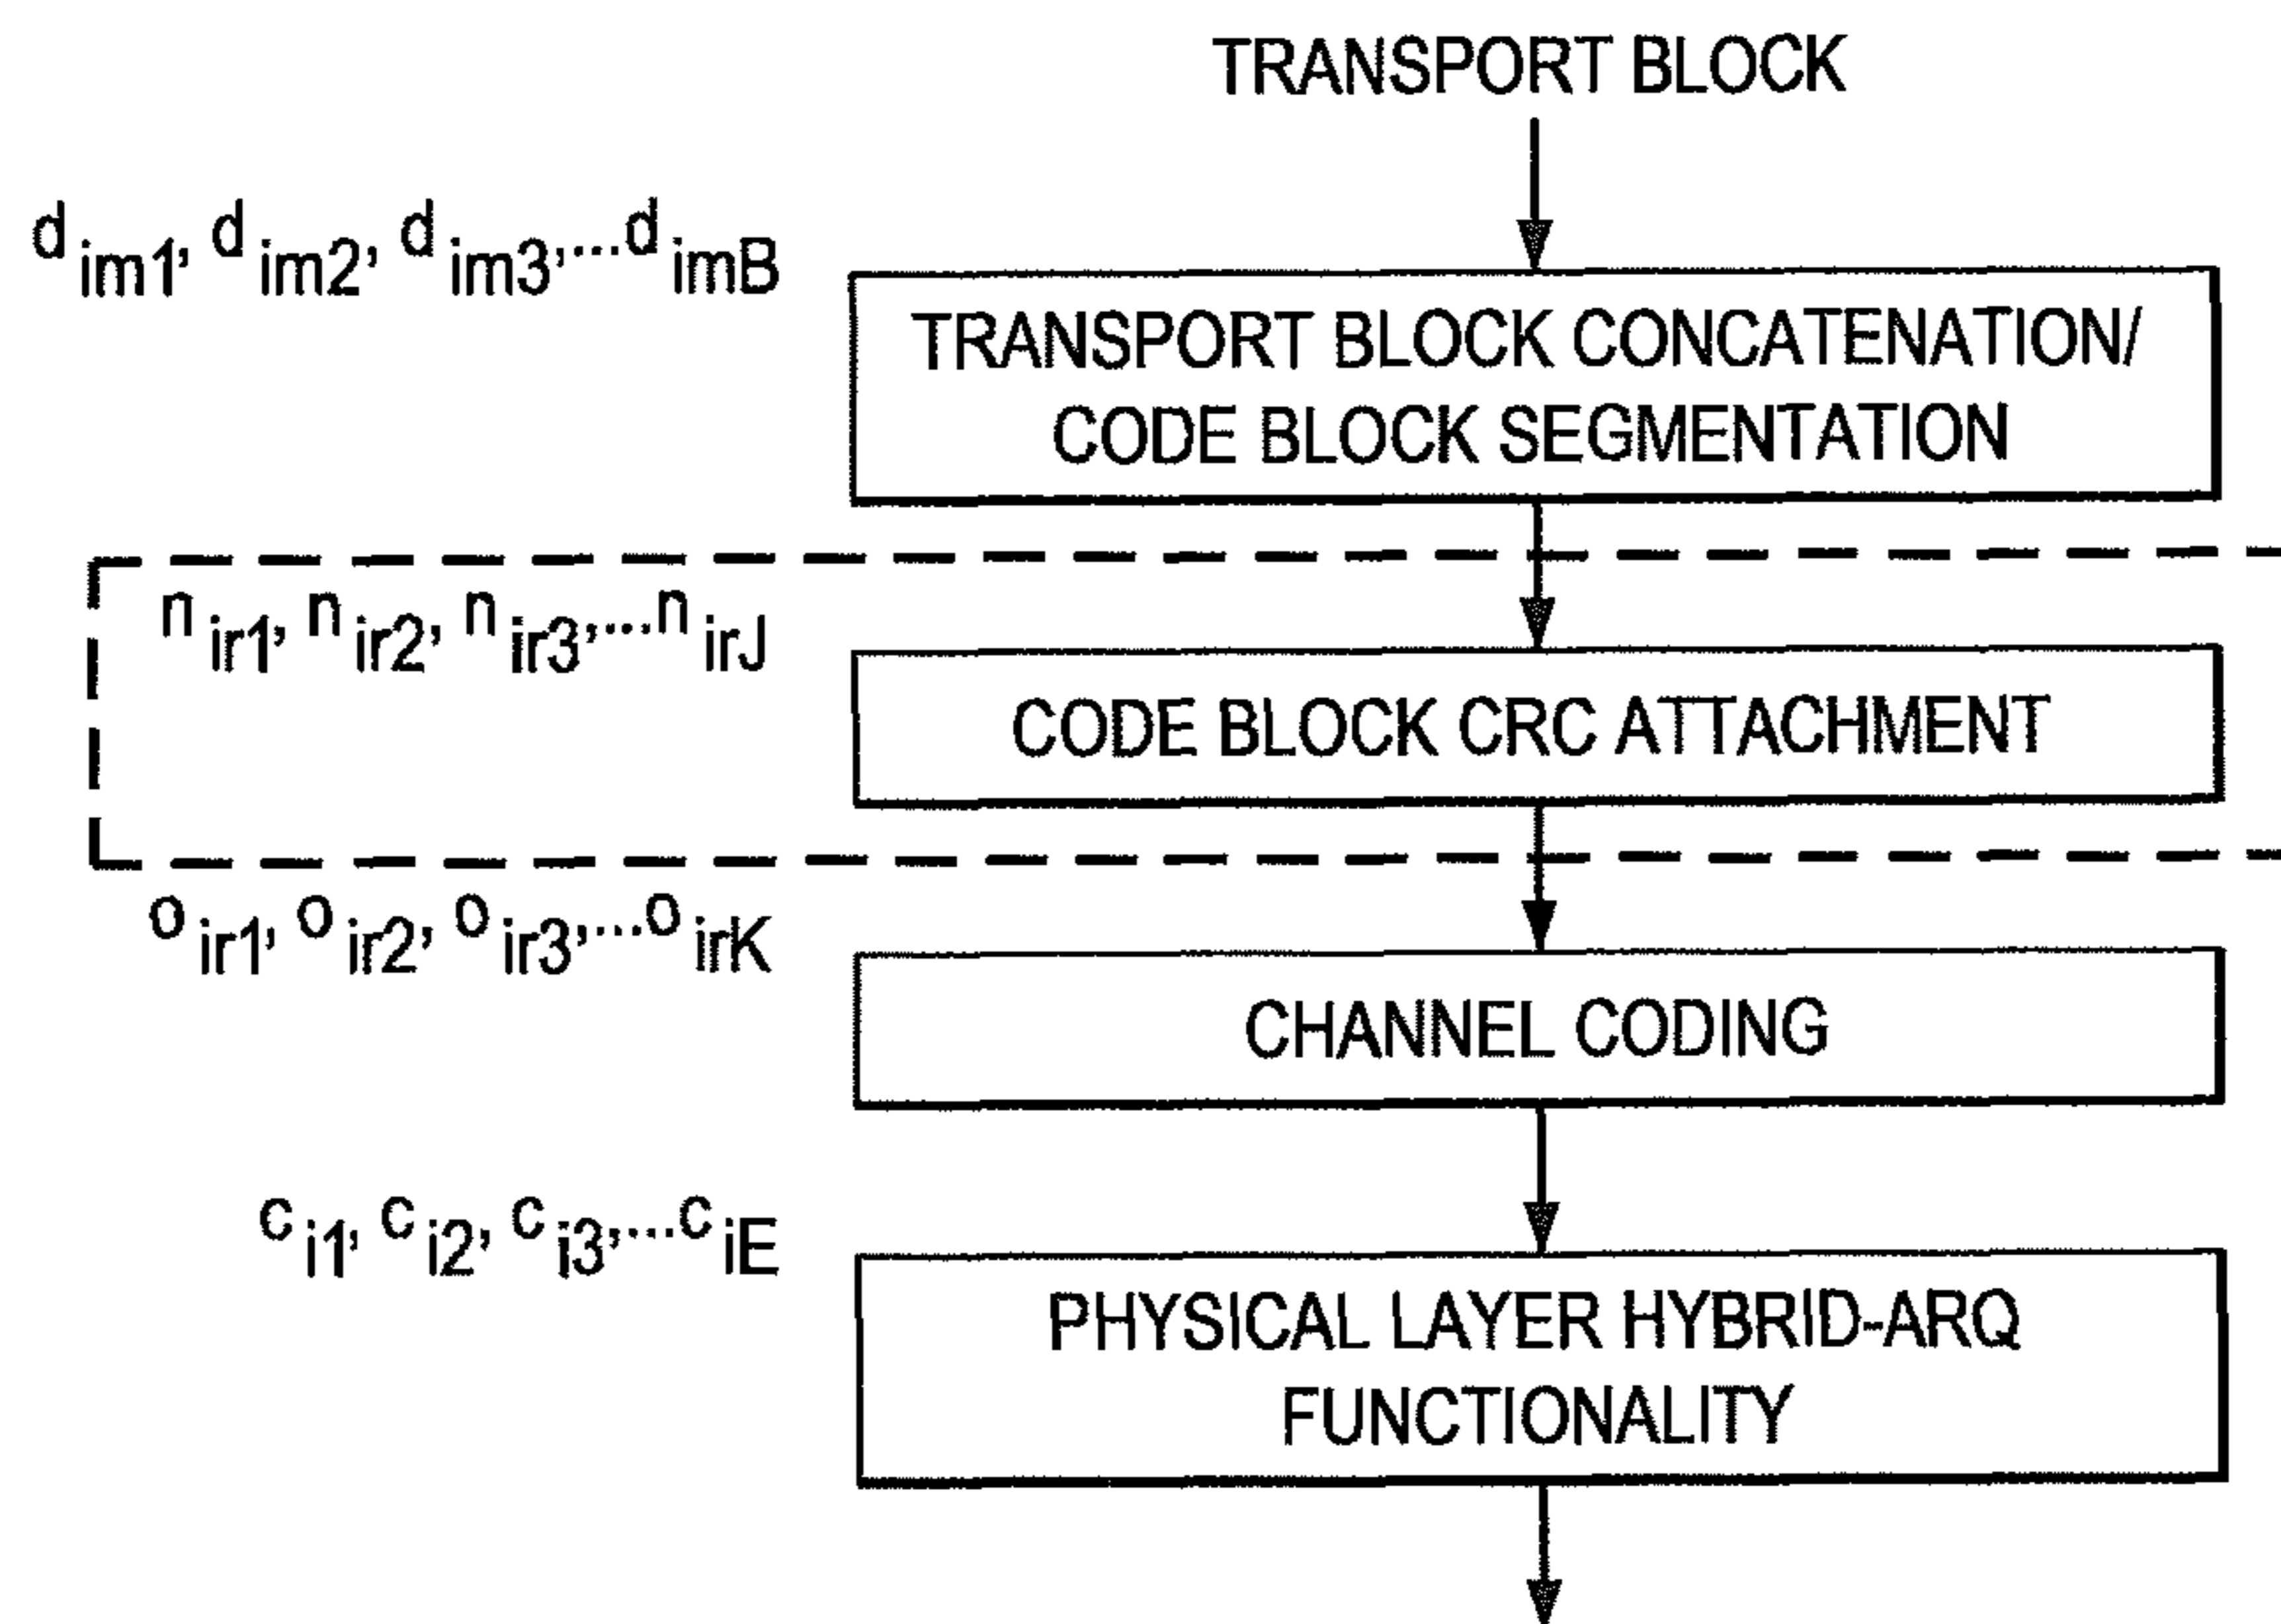 TRANSPORT BLOCK
d im1, d im2, d im3,...d imB
TRANSPORT BLOCK CONCATENATION/
CODE BLOCK SEGMENTATION
n ir1, n ir2, n ir3,...n irJ
CODE BLOCK CRC ATTACHMENT
o ir1, o ir2, o ir3,...o irK
CHANNEL CODING
c i1, c i2, c i3,...c iE
PHYSICAL LAYER HYBRID-ARQ
FUNCTIONALITY